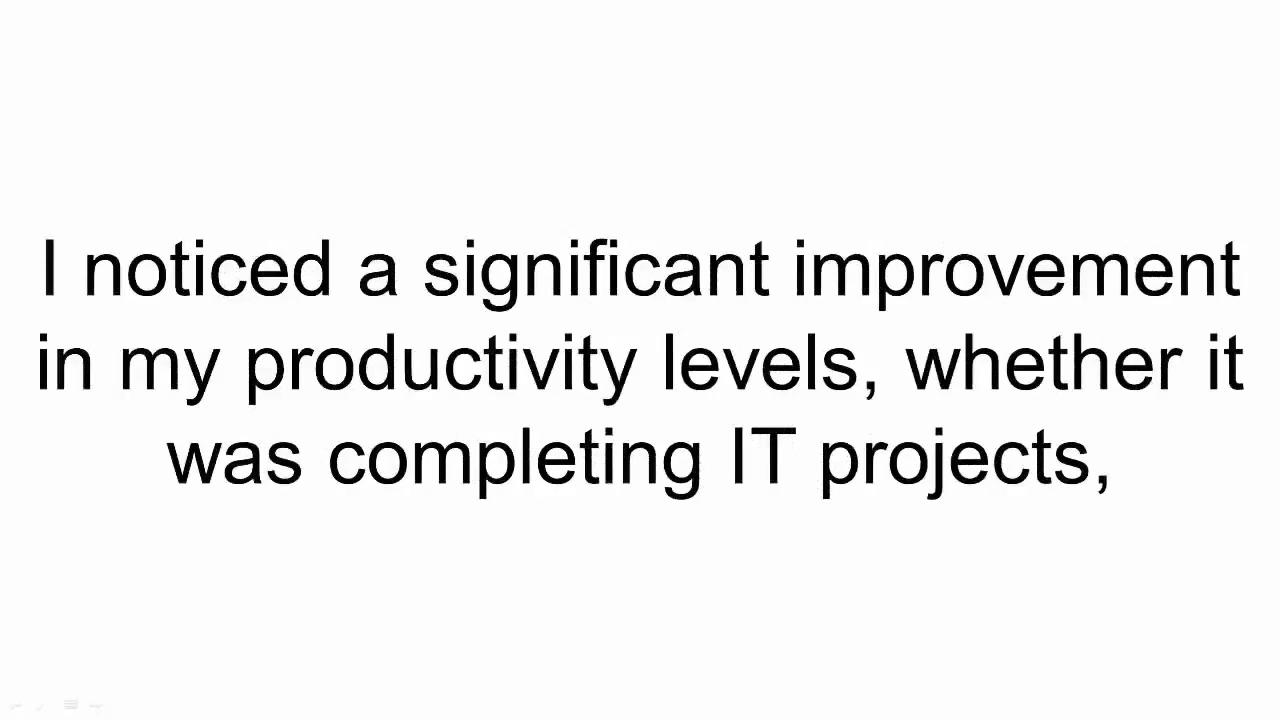 I noticed a significant improvement
in my productivity levels, whether it
was completing IT projects,